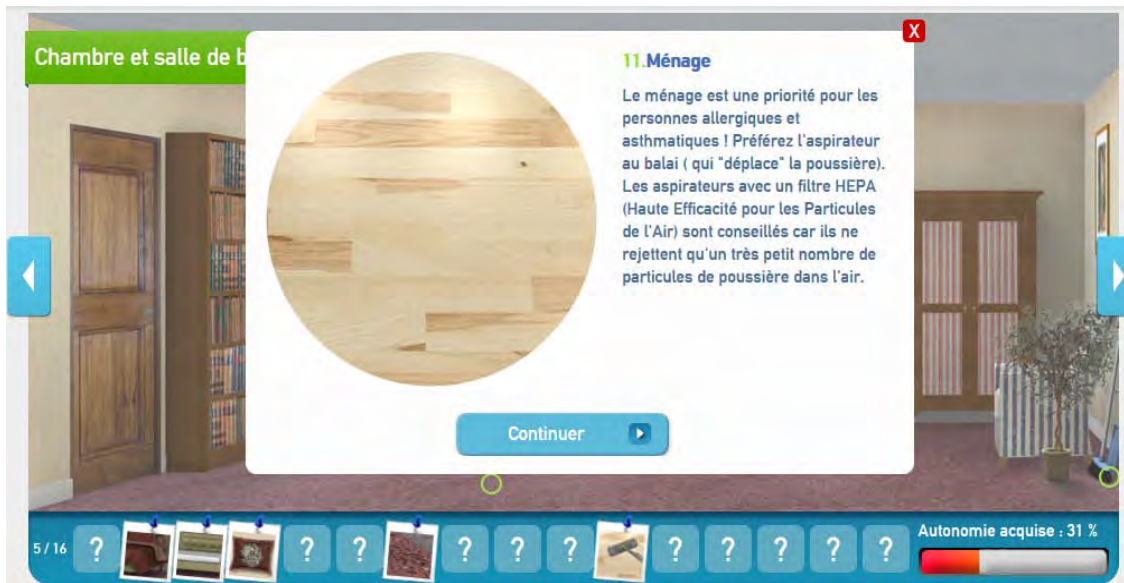 Chambre et salle de b
X
11.Ménage
Le ménage est une priorité pour les
personnes allergiques et
asthmatiques ! Préférez l'aspirateur
au balai ( qui "déplace" la poussière).
Les aspirateurs avec un filtre HEPA
(Haute Efficacité pour les Particules
de l'Air) sont conseillés car ils ne
rejettent qu'un très petit nombre de
particules de poussière dans l'air.
Continuer
5 / 16 ? ? ? ? ? ? ? ? ? ? ?
Autonomie acquise : 31 %